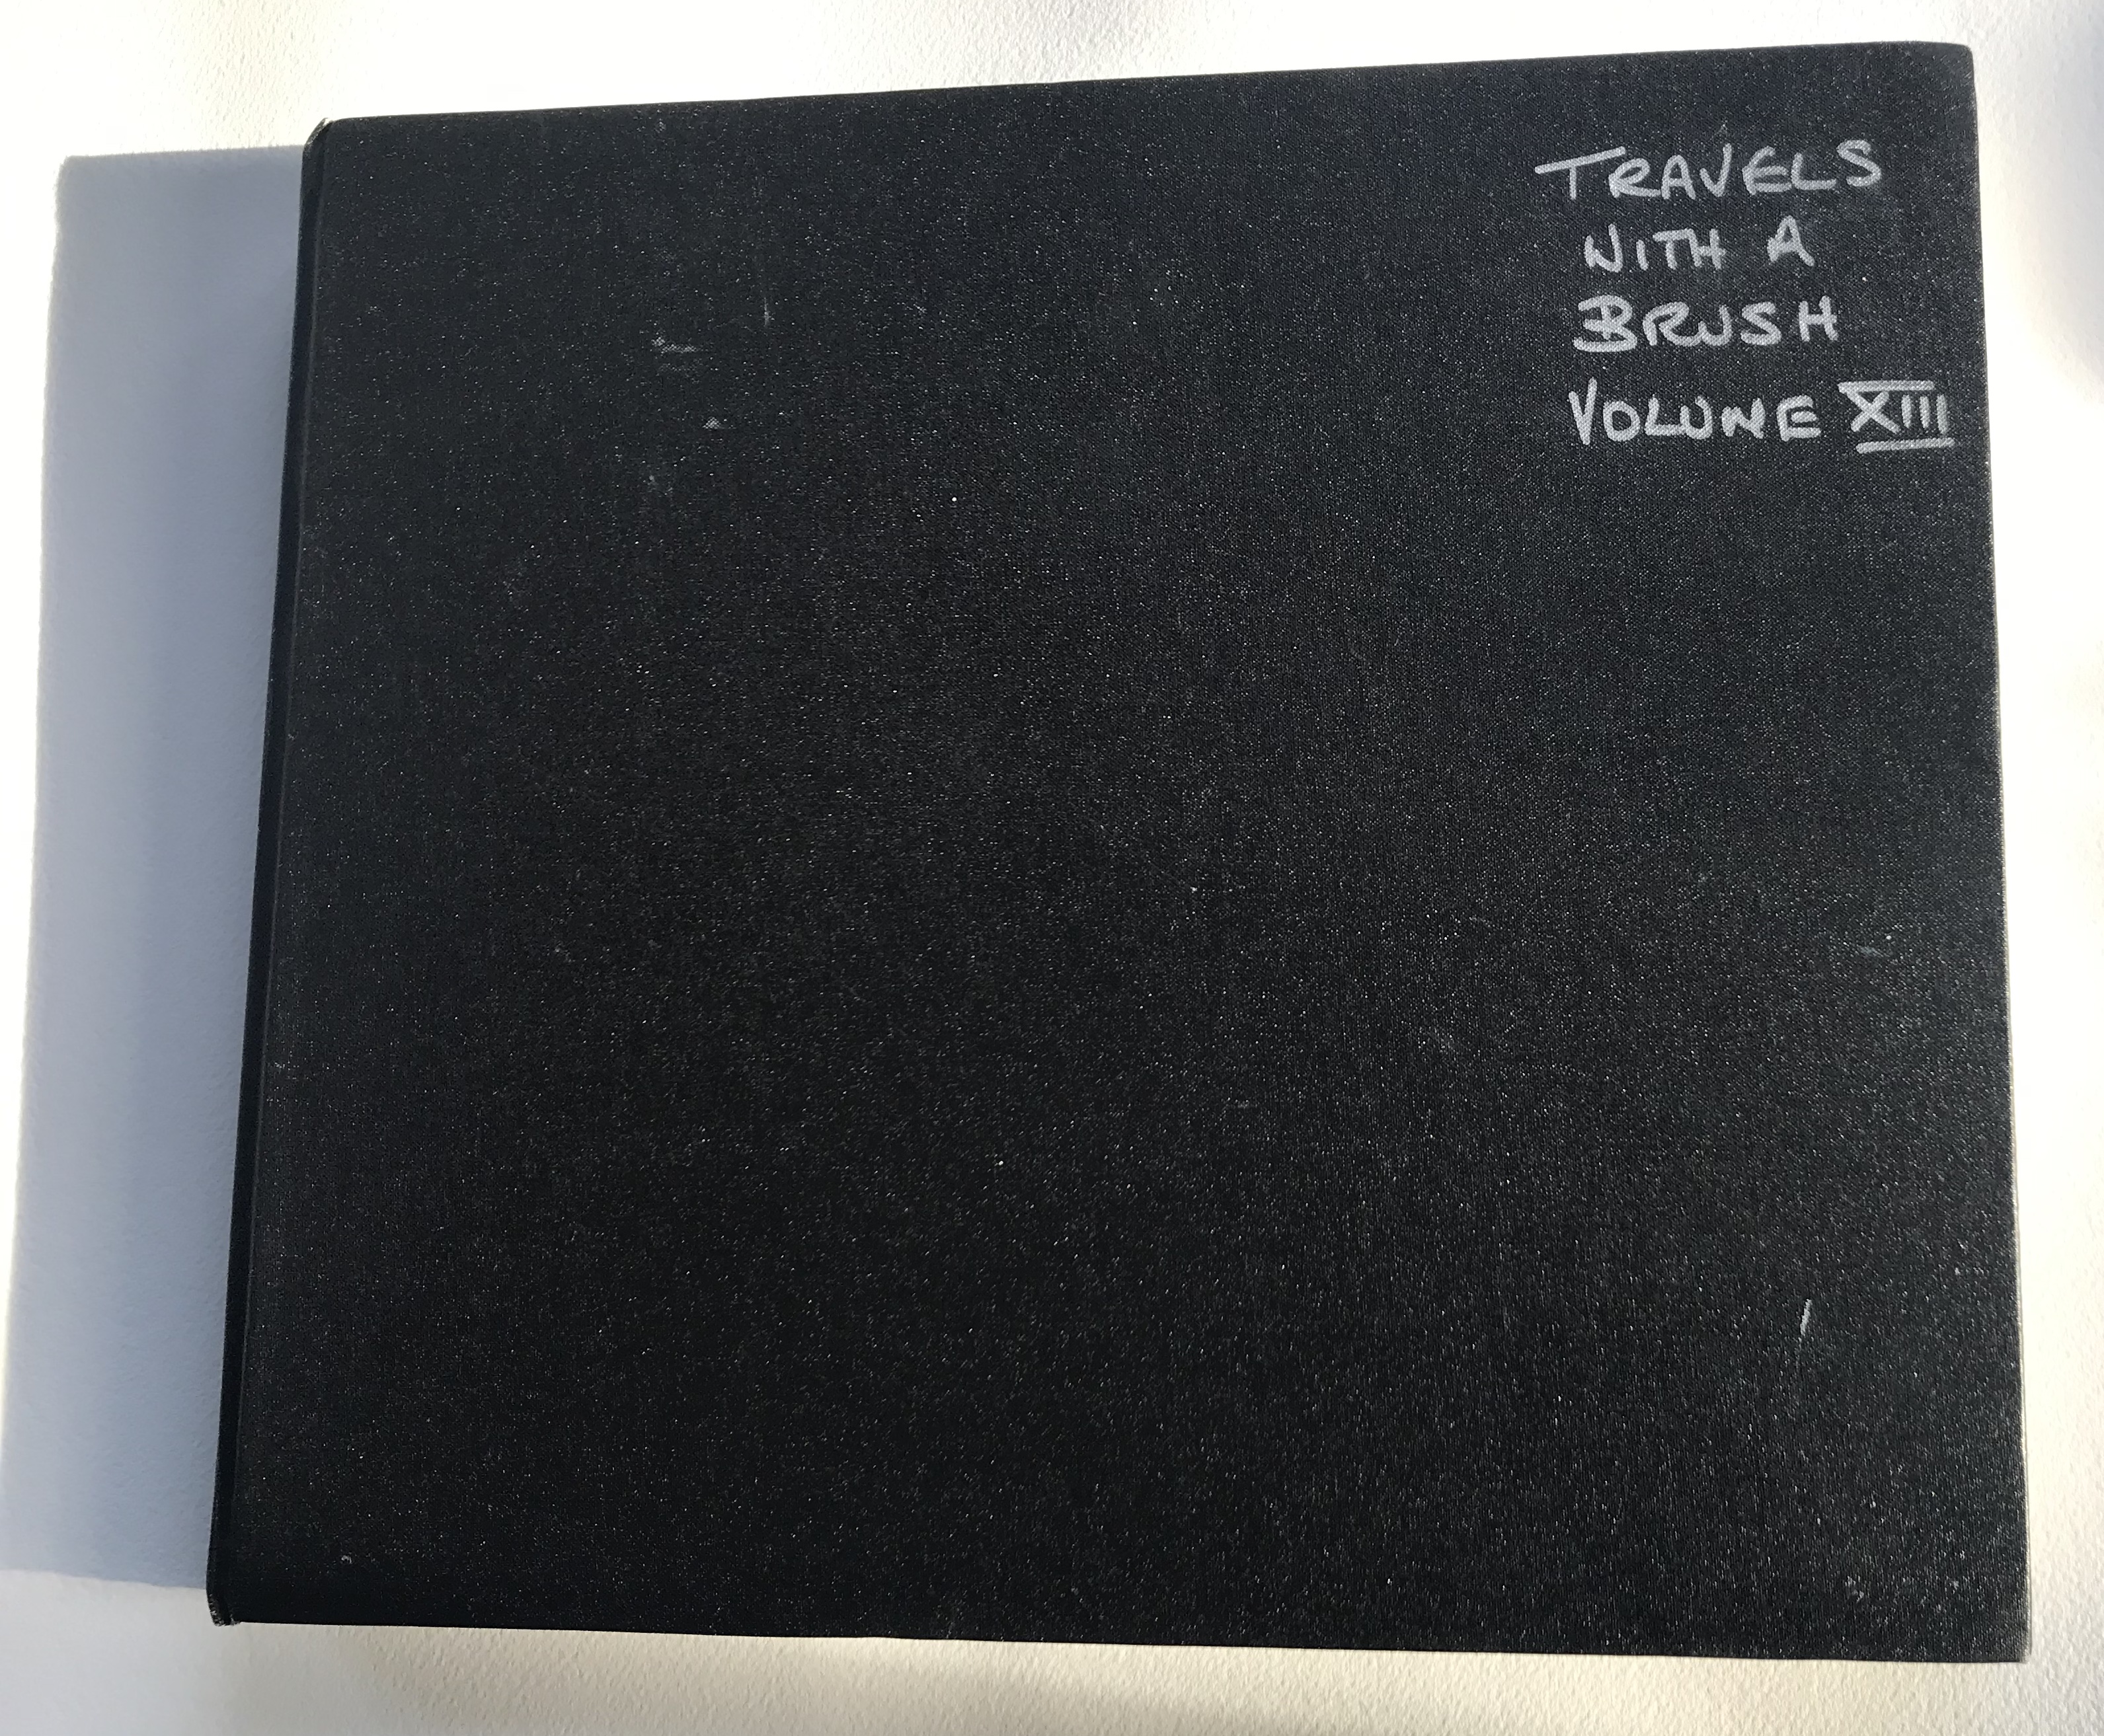 TRAVELS
WITH A
BRUSH
VOLUME XIII